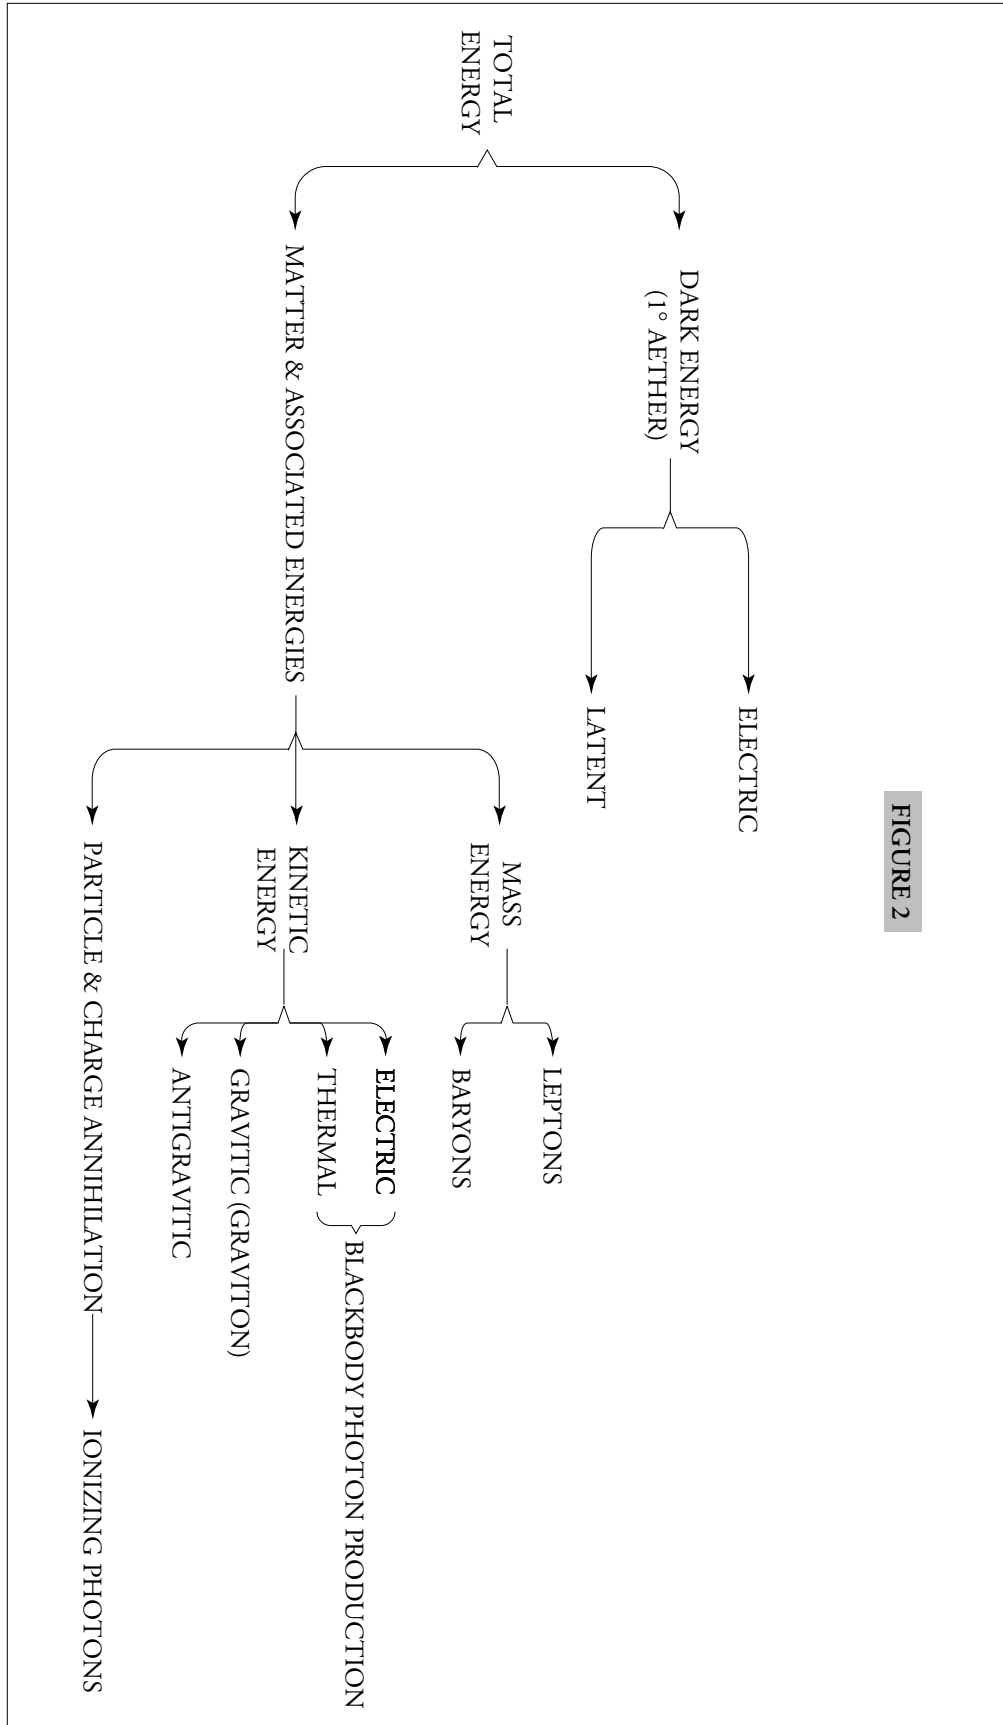 FIGURE 2
TOTAL
ENERGY
DARK ENERGY
(1° AETHER)
ELECTRIC
LATENT
MATTER & ASSOCIATED ENERGIES
MASS
ENERGY
LEPTONS
BARYONS
KINETIC
ENERGY
ELECTRIC
THERMAL
BLACKBODY PHOTON PRODUCTION
GRAVITIC (GRAVITON)
ANTIGRAVITIC
PARTICLE & CHARGE ANNIHILATION
IONIZING PHOTONS